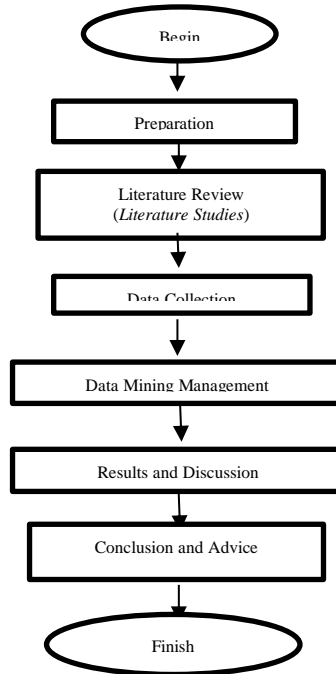 Begin
Preparation
Literature Review
(Literature Studies)
Data Collection
Data Mining Management
Results and Discussion
Conclusion and Advice
Finish